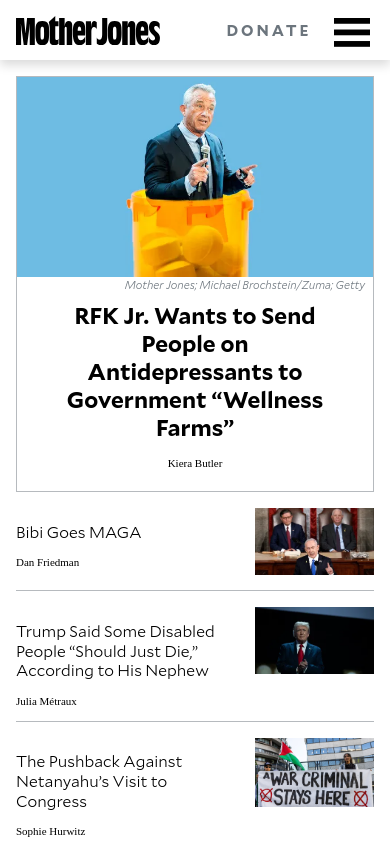 Mother Jones
DONATE
Mother Jones; Michael Brochstein/Zuma; Getty
RFK Jr. Wants to Send
People on
Antidepressants to
Government “Wellness
Farms”
Kiera Butler
Bibi Goes MAGA
Dan Friedman
Trump Said Some Disabled
People “Should Just Die,”
According to His Nephew
Julia Métraux
The Pushback Against
Netanyahu’s Visit to
Congress
Sophie Hurwitz
A WAR CRIMINAL
STAYS HERE